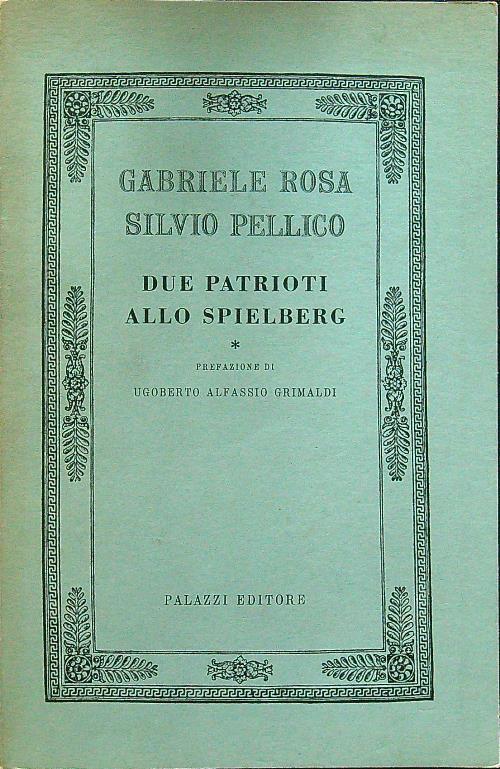 GABRIELE ROSA
SILVIO PELLICO
DUE PATRIOTI
ALLO SPIELBERG
*
PREFAZIONE DI
UGOBERTO ALFASSIO GRIMALDI
PALAZZI EDITORE